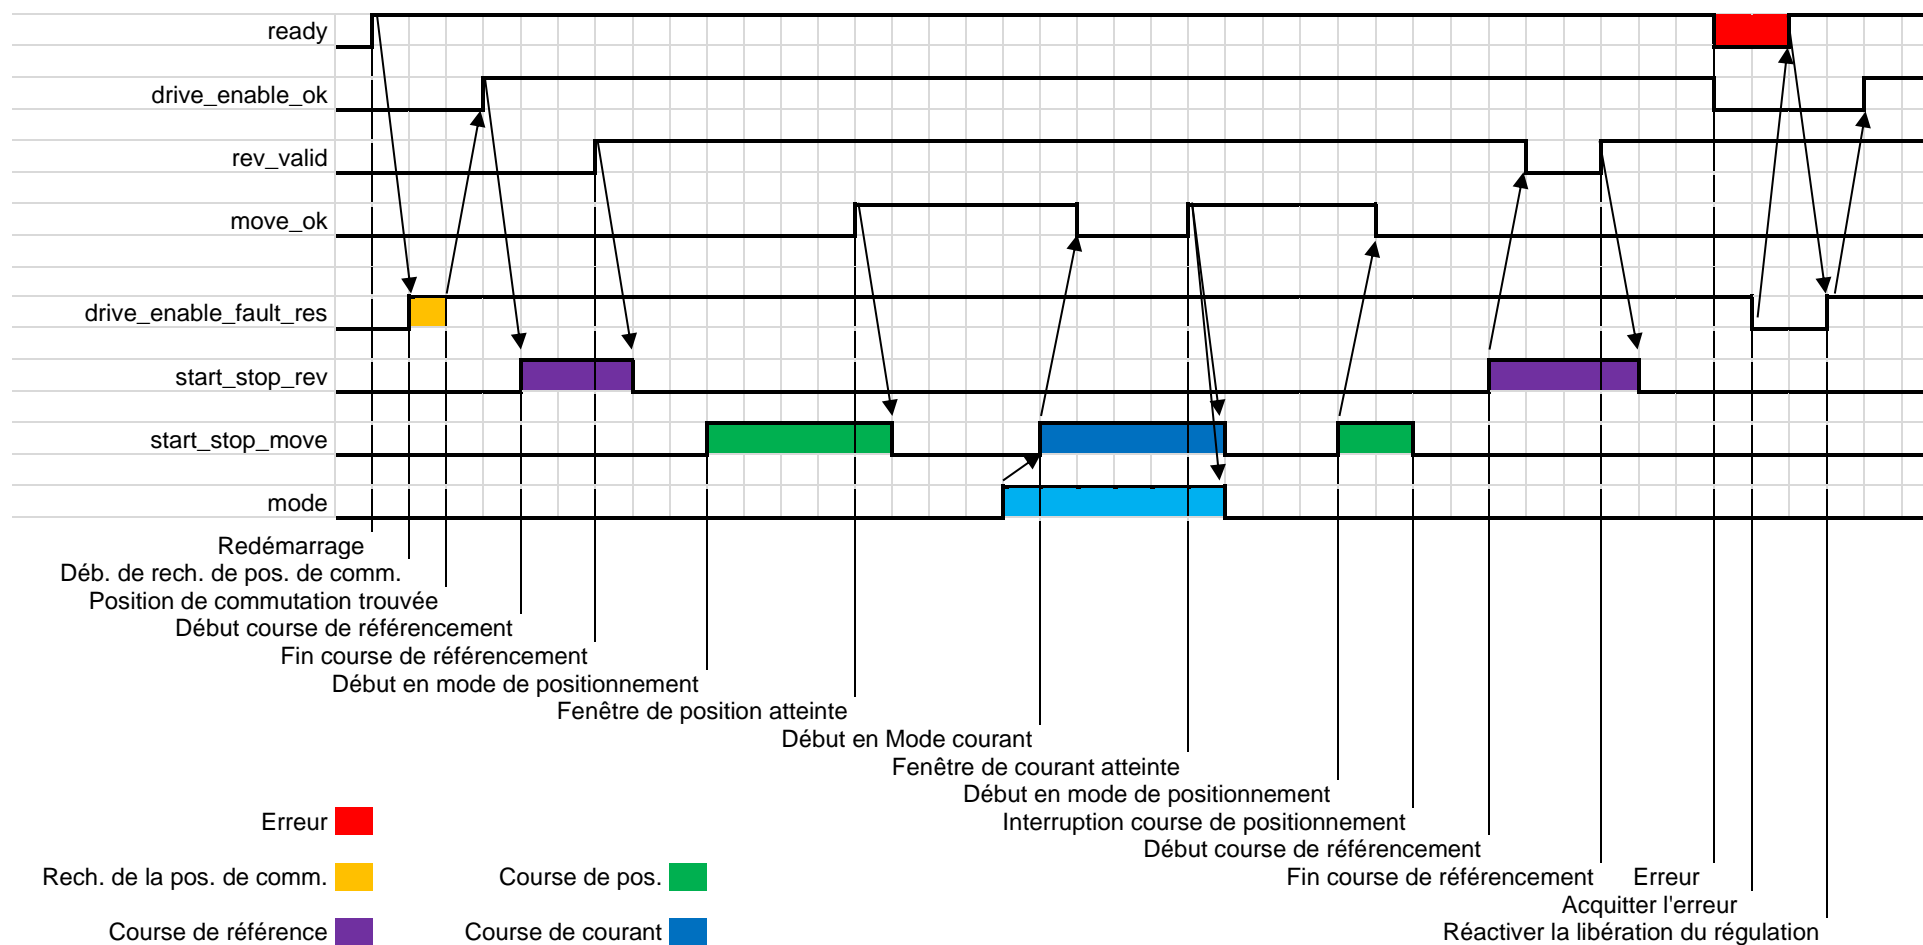 ready
drive_enable_ok
rev_valid
move_ok
drive_enable_fault_res
start_stop_rev
start_stop_move
mode
Redémarrage
Déb. de rech. de pos. de comm.
Position de commutation trouvée
Début course de référencement
Fin course de référencement
Début en mode de positionnement
Fenêtre de position atteinte
Début en Mode courant
Fenêtre de courant atteinte
Début en mode de positionnement
Interruption course de positionnement
Début course de référencement
Fin course de référencement
Erreur
Acquitter l'erreur
Réactiver la libération du régulation
Erreur
Rech. de la pos. de comm.
Course de pos.
Course de référence
Course de courant